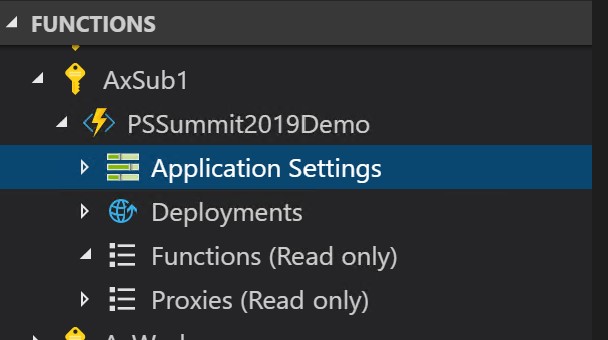 FUNCTIONS
AxSub1
PSSummit2019Demo
Application Settings
Deployments
Functions (Read only)
Proxies (Read only)